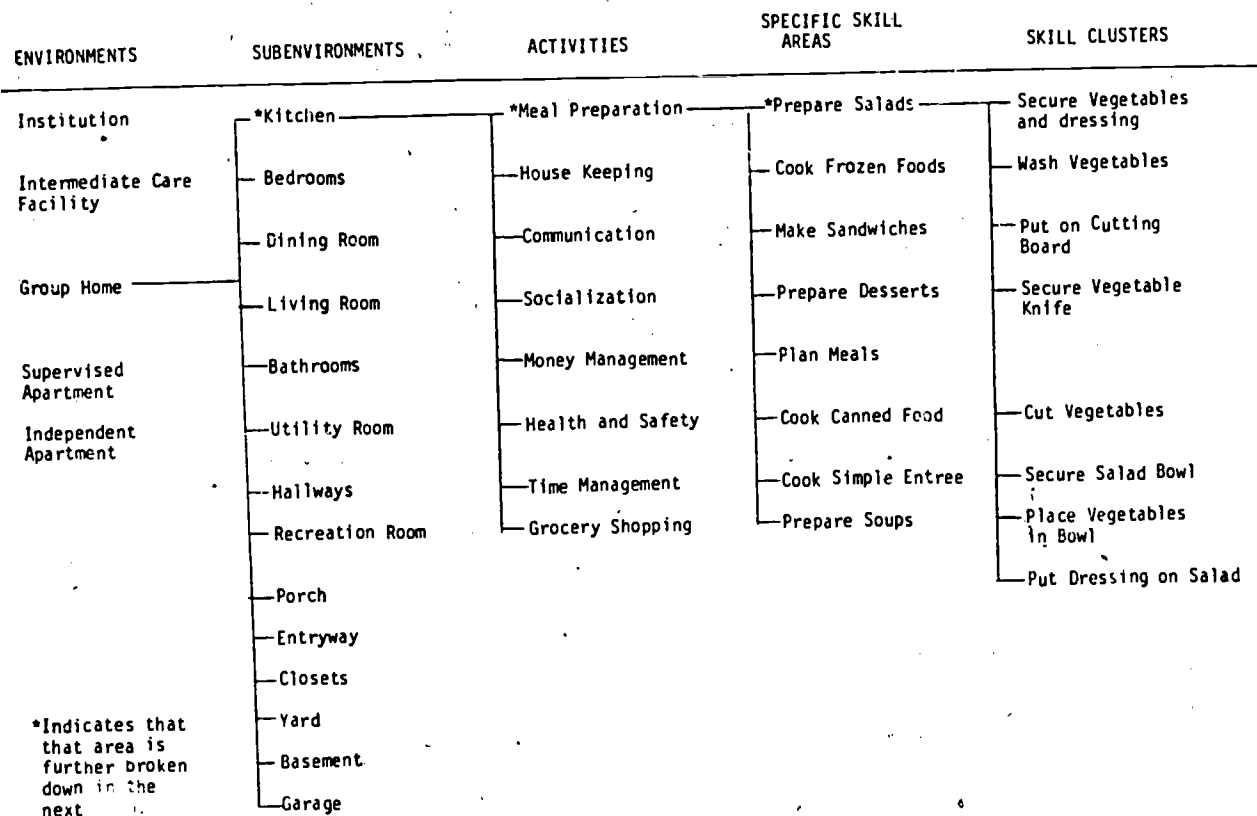 ENVIRONMENTS
SUBENVIRONMENTS
ACTIVITIES
SPECIFIC SKILL
AREAS
SKILL CLUSTERS
Institution
Intermediate Care
Facility
Group Home
Supervised
Apartment
Independent
Apartment
*Indicates that
that area is
further broken
down in the
next
*Kitchen
Bedrooms
Dining Room
Living Room
Bathrooms
Utility Room
Hallways
Recreation Room
Porch
Entryway
Closets
Yard
Basement
Garage
*Meal Preparation
House Keeping
Communication
Socialization
Money Management
Health and Safety
Time Management
Grocery Shopping
*Prepare Salads
Cook Frozen Foods
Make Sandwiches
Prepare Desserts
Plan Meals
Cook Canned Food
Cook Simple Entree
Prepare Soups
Secure Vegetables
and dressing
Wash Vegetables
Put on Cutting
Board
Secure Vegetable
Knife
Cut Vegetables
Secure Salad Bowl
Place Vegetables
in Bowl
Put Dressing on Salad